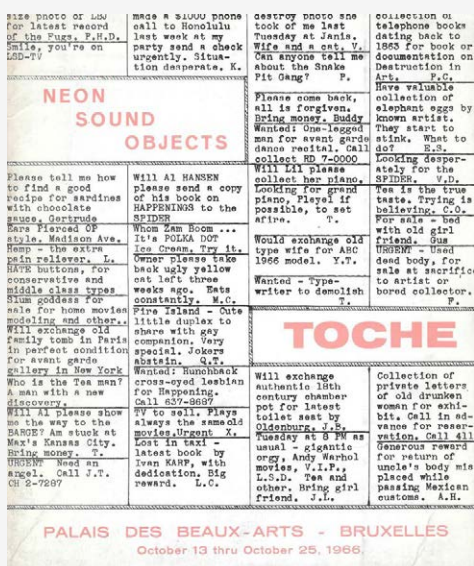 size photo of LBJ
for latest record
of the Fugs. P.H.D.
Smile, you're on
LSD-TV
made a $1000 phone
call to Honolulu
last week at my
party send a check
urgently. Situa-
tion desperate. K.
destroy photo she
took of me last
Tuesday at Janis.
Wife and a cat. V.
Can anyone tell me
about the Snake
Pit Gang? P.
Please come back,
all is forgiven.
Bring money. Buddy
Wanted: One-legged
man for avant garde
dance recital. Call
collect RD 7-0000
Will Lil please
collect her piano.
Looking for grand
piano, Pleyel if
possible, to set
afire. T.
Would exchange old
type wife for ABC
1966 model. Y.T.
Wanted - Type-
writer to demolish
T.
collection of
telephone books
dating back to
1863 for book or
documentation on
Destruction in
Art. P.C.
Have valuable
collection of
elephant eggs by
known artist.
They start to
stink. What to
do? E.S.
Looking desper-
ately for the
SPIDER. V.D.
Tea is the true
taste. Trying is
believing. C.O.
For sale - bed
with old girl
friend. Gus
URGENT - Used
dead body, for
sale at sacrifice
to artist or
bored collector.
F.
NEON
SOUND
OBJECTS
Please tell me how
to find a good
recipe for sardines
with chocolate
sauce. Gertrude
Ears Pierced OP
style. Madison Ave.
Hemp - the extra
pain reliever. L.
HATE buttons, for
conservative and
middle class types
Slum goddess for
sale for home movies
modeling and other..
Will exchange old
family tomb in Paris
in perfect condition
for avant garde
gallery in New York
Who is the Tea man?
A man with a new
discovery.
Will Al please show
me the way to the
BARGE? Am stuck at
Max's Kansas City.
Bring money. T.
URGENT Need an
angel. Call J.T.
CH 2-7287
Will Al HANSEN
please send a copy
of his book on
HAPPENINGS to the
SPIDER
Whom Zam Boom ...
It's POLKA DOT
Ice Cream. Try it.
Owner please take
back ugly yellow
cat left three
weeks ago. Eats
constantly. M.C.
Fire Island - Cute
little duplex to
share with gay
companion. Very
special. Jokers
abstain. Q.T.
Wanted: Hunchback
cross-eyed lesbian
for Happening.
Call 637-8687
TV to sell. Plays
always the same old
movies. Urgent X.
Lost in taxi -
latest book by
Ivan KARP, with
dedication. Big
reward. L.C.
TOCHE
Will exchange
authentic 18th
century chamber
pot for latest
toilet seat by
Oldenburg. J.B.
Tuesday at 8 PM as
usual - gigantic
orgy, Andy Warhol
movies, V.I.P.,
L.S.D. Tea and
other. Bring girl
friend. J.L.
Collection of
private letters
of old drunken
woman for exhi-
bit. Call in ad-
vance for reser-
vation. Call 411
Generous reward
for return of
uncle's body mis
placed while
passing Mexican
customs. A.H.
PALAIS DES BEAUX-ARTS - BRUXELLES
October 13 thru October 25, 1966.